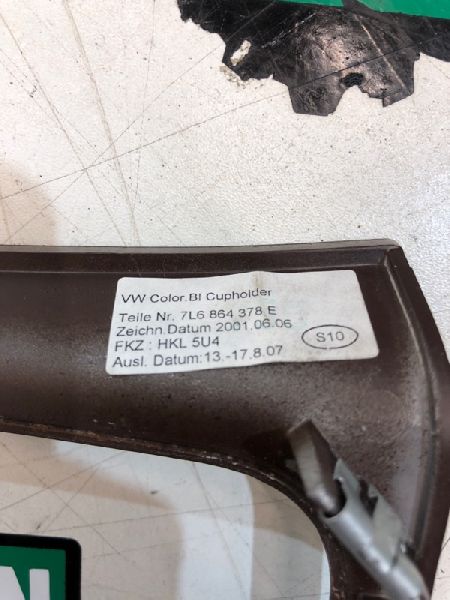 VW Color.BI Cupholder
Teile Nr. 7L6 864 378 E
Zeichn.Datum 2001.06.06
FKZ : HKL 5U4
S10
Ausl. Datum:13.-17.8.07
N